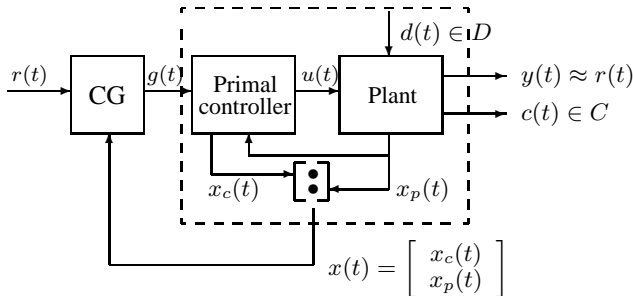 d(t) ∈ D
r(t)
CG
g(t)
Primal
controller
u(t)
Plant
y(t) ≈ r(t)
c(t) ∈ C
x_c(t)
x_p(t)
x(t) = [ x_c(t)
x_p(t) ]